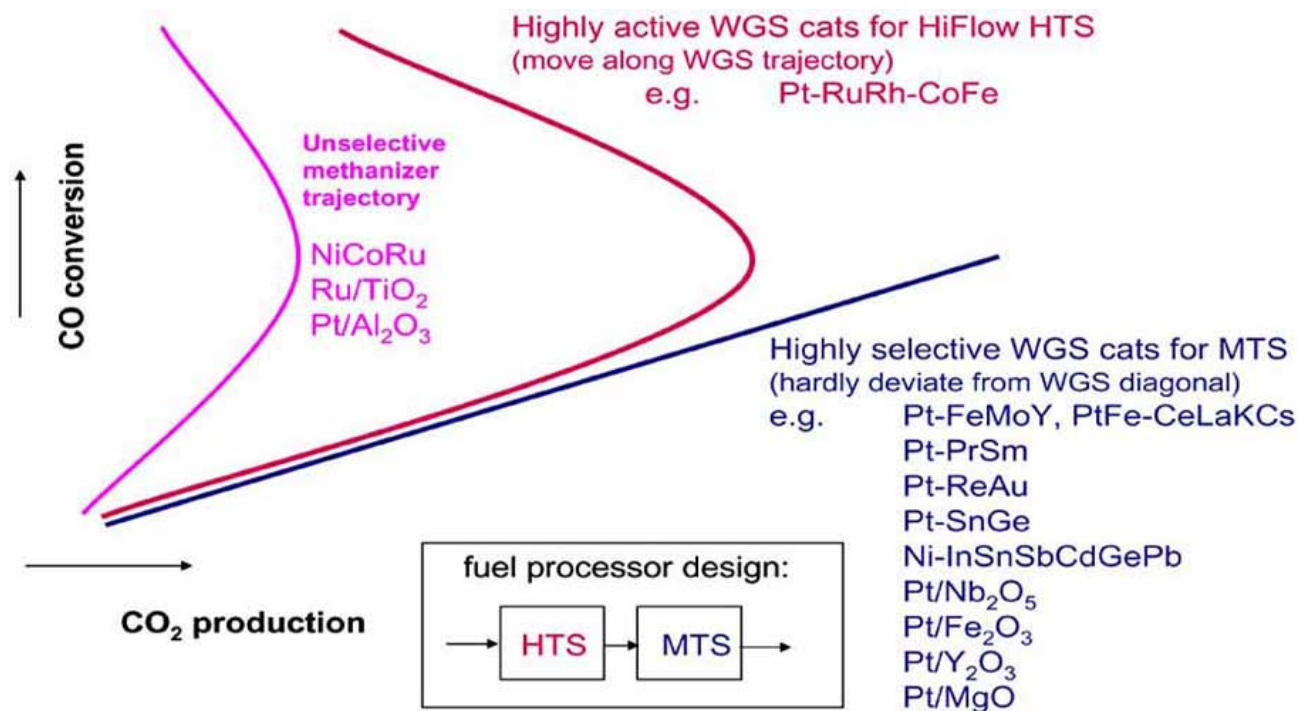 Highly active WGS cats for HiFlow HTS
(move along WGS trajectory)
e.g. Pt-RuRh-CoFe
Unselective
methanizer
trajectory
NiCoRu
Ru/TiO₂
Pt/Al₂O₃
CO conversion
Highly selective WGS cats for MTS
(hardly deviate from WGS diagonal)
e.g. Pt-FeMoY, PtFe-CeLaKCs
Pt-PrSm
Pt-ReAu
Pt-SnGe
Ni-InSnSbCdGePb
Pt/Nb₂O₅
Pt/Fe₂O₃
Pt/Y₂O₃
Pt/MgO
fuel processor design:
HTS MTS
CO₂ production